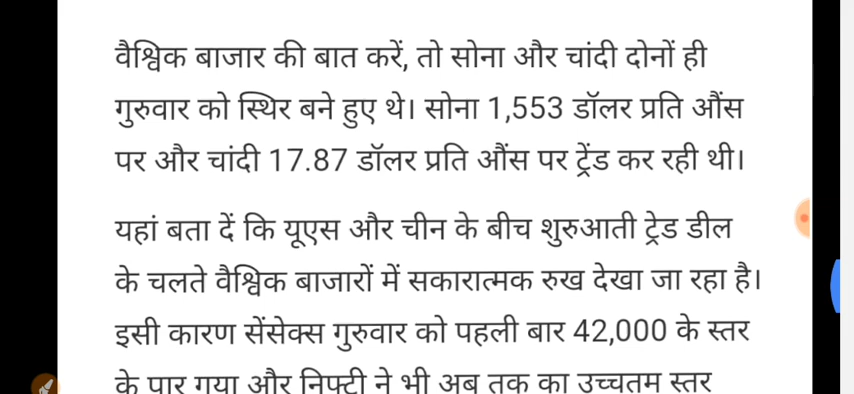 वैश्विक बाजार की बात करें, तो सोना और चांदी दोनों ही
गुरुवार को स्थिर बने हुए थे। सोना 1,553 डॉलर प्रति औंस
पर और चांदी 17.87 डॉलर प्रति औंस पर ट्रेंड कर रही थी।
यहां बता दें कि यूएस और चीन के बीच शुरुआती ट्रेड डील
के चलते वैश्विक बाजारों में सकारात्मक रुख देखा जा रहा है।
इसी कारण सेंसेक्स गुरुवार को पहली बार 42,000 के स्तर
के पार गया और निफ्टी ने भी अब तक का उच्चतम स्तर